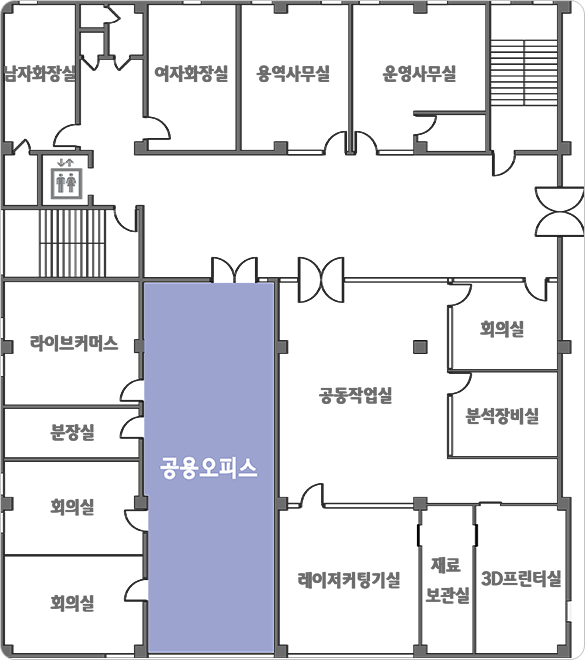 남자화장실
여자화장실
용역사무실
운영사무실
라이브커머스
회의실
공동작업실
분석장비실
분장실
공용오피스
회의실
레이저커팅기실
재료
보관실
3D프린터실
회의실